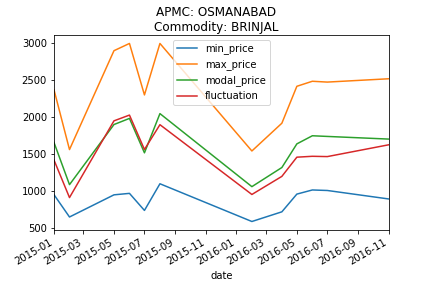 APMC: OSMANABAD
Commodity: BRINJAL
min_price
max_price
modal_price
fluctuation
3000
2500
2000
1500
1000
500
2015-01
2015-03
2015-05
2015-07
2015-09
2015-11
2016-01
2016-03
2016-05
2016-07
2016-09
2016-11
date